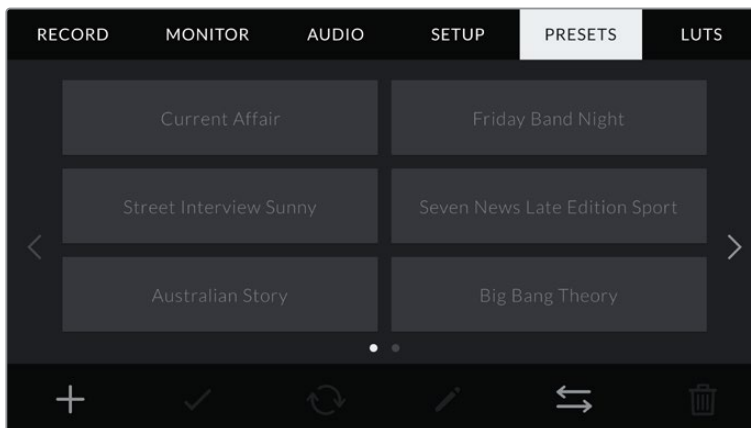 RECORD MONITOR AUDIO SETUP PRESETS LUTS
Current Affair Friday Band Night
Street Interview Sunny Seven News Late Edition Sport
Australian Story Big Bang Theory